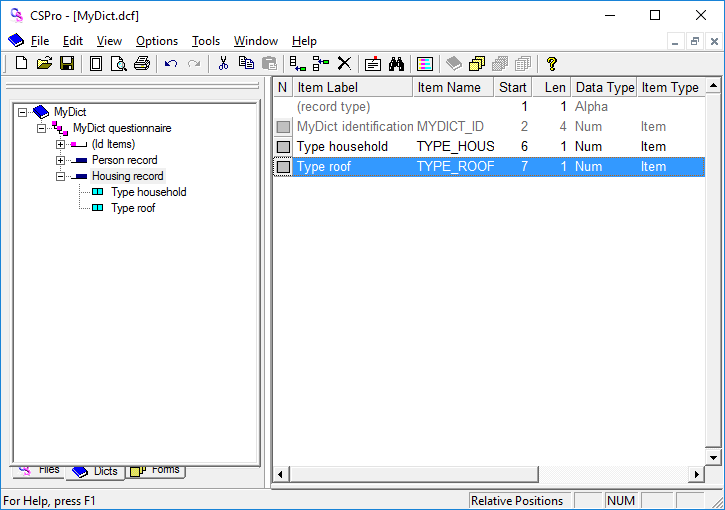 CSPro - [MyDict.dcf]
File Edit View Options Tools Window Help
MyDict
MyDict questionnaire
(Id Items)
Person record
Housing record
Type household
Type roof
Files Dicts Forms
N Item Label Item Name Start Len Data Type Item Type
(record type) 1 1 Alpha
MyDict identification MYDICT_ID 2 4 Num Item
Type household TYPE_HOUS 6 1 Num Item
Type roof TYPE_ROOF 7 1 Num Item
For Help, press F1 Relative Positions NUM